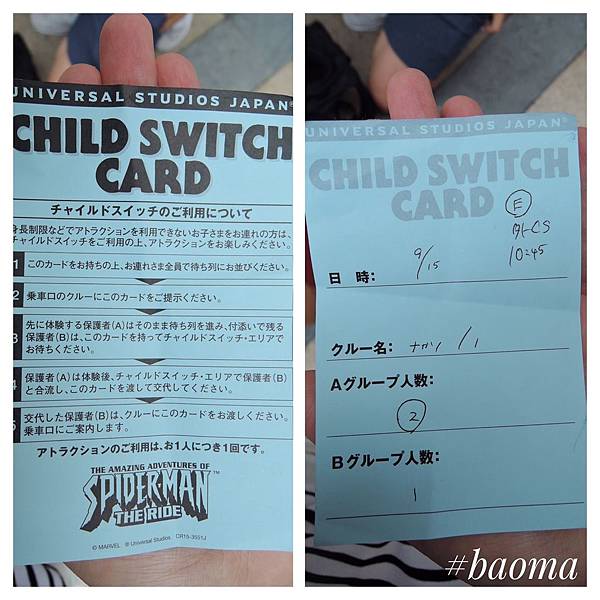 UNIVERSAL STUDIOS JAPAN®
CHILD SWITCH
CARD
チャイルドスイッチのご利用について
身長制限などでアトラクションを利用できないお子さまをお連れの方は、
チャイルドスイッチをご利用の上、アトラクションをお楽しみください。
1 このカードをお持ちの上、お連れさま全員で待ち列にお並びください。
2 乗車口のクルーにこのカードをご提示ください。
3 先に体験する保護者(A)はそのまま待ち列を進み、付添いで残る
保護者(B)は、このカードを持ってチャイルドスイッチ・エリアで
お待ちください。
4 保護者(A)は体験後、チャイルドスイッチ・エリアで保護者(B)
と合流し、このカードを渡して交代してください。
5 交代した保護者(B)は、クルーにこのカードをお渡しください。
乗車口にご案内します。
アトラクションのご利用は、お1人につき1回です。
THE AMAZING ADVENTURES OF
SPIDERMAN™
THE RIDE
© MARVEL ® Universal Studios CR15-3551J
UNIVERSAL STUDIOS JAPAN®
CHILD SWITCH
CARD
E
10:45
日 時: 9/15
クルー名: ナカソ / 1
Aグループ人数:
2
Bグループ人数:
1
#baoma